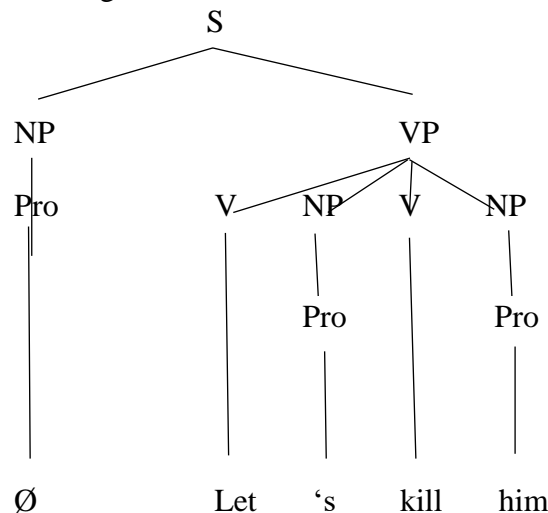 S
NP VP
Pro V NP V NP
Pro Pro
Ø Let ‘s kill him